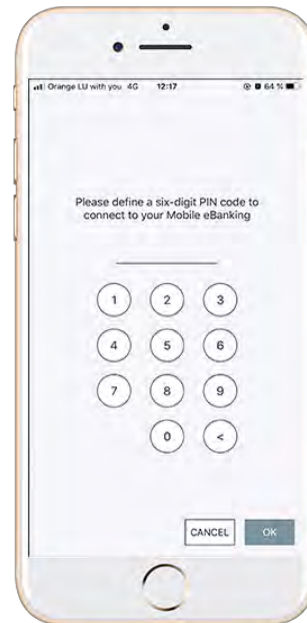 Orange LU with you 4G 12:17 64 %
Please define a six-digit PIN code to
connect to your Mobile eBanking
1 2 3
4 5 6
7 8 9
0 <
CANCEL OK